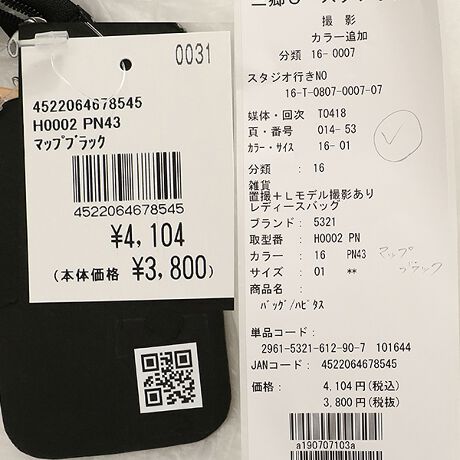 0031
4522064678545
H0002 PN43
ﾏｯﾌﾟﾌﾞﾗｯｸ
4522064678545
¥4,104
(本体価格 ¥3,800)
撮 影
カラー追加
分類 16-0007
スタジオ行きNO
16-T-0807-0007-07
媒体・回次 T0418
頁・番号 014-53
ｶﾗｰ・ｻｲｽﾞ 16-01
分類 : 16
雑貨
置撮＋Lモデル撮影あり
レディースバッグ
ブランド : 5321
取型番 : H0002 PN
カラー : 16 PN43 マップ
ブラック
サイズ : 01 **
商品名 :
ﾊﾞｯｸﾞ/ﾊﾋﾟﾀｽ
単品コード :
2961-5321-612-90-7 101644
JANコード : 4522064678545
価格 : 4,104円(税込)
3,800円(税抜)
a190707103a